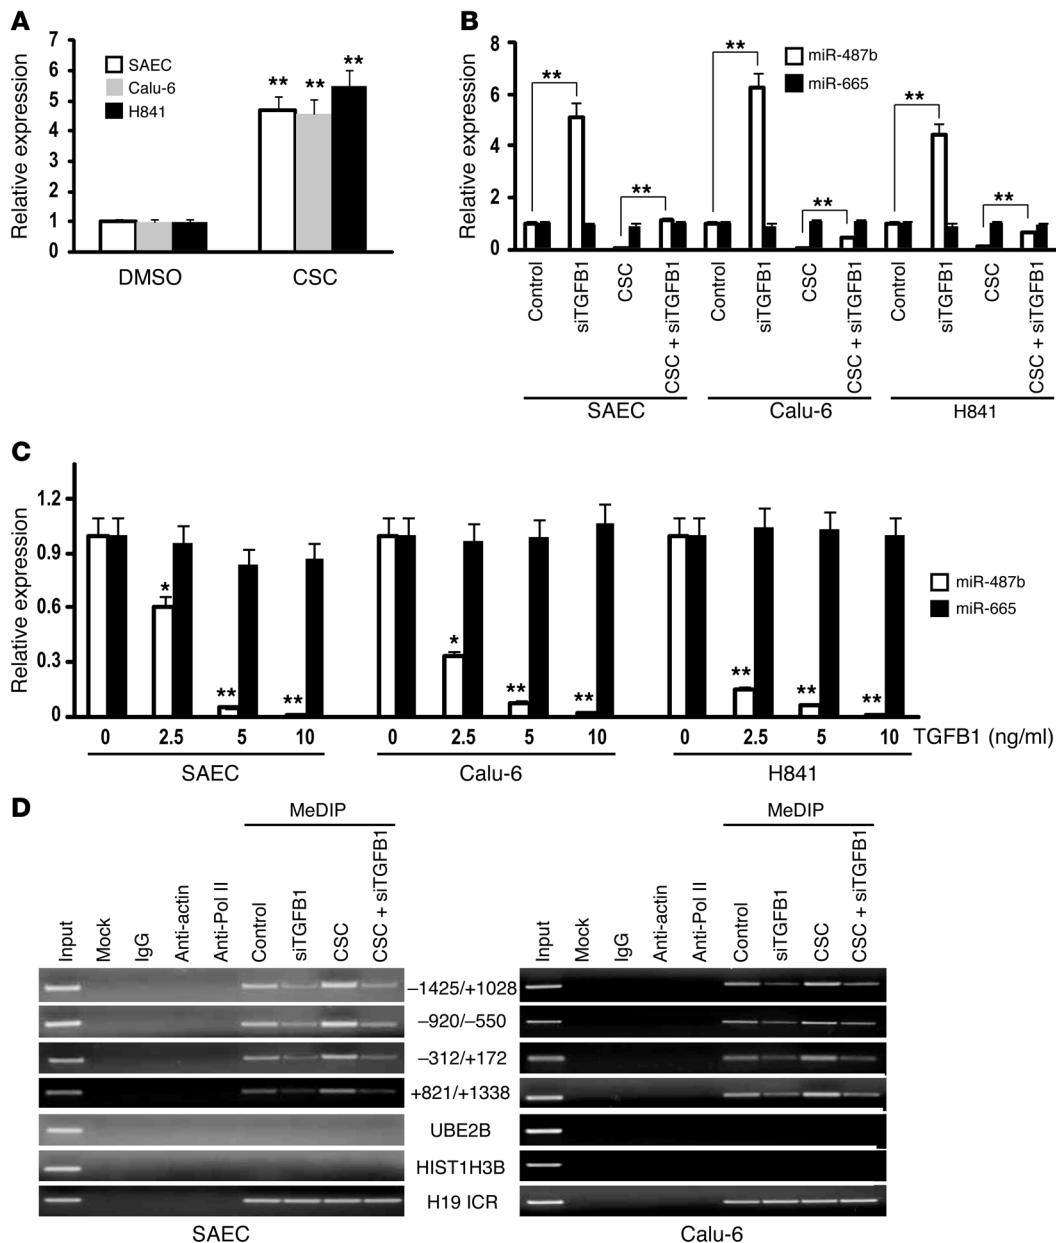 A
Relative expression
7
6
5
4
3
2
1
0
SAEC
Calu-6
H841
**
**
**
DMSO
CSC
B
Relative expression
8
6
4
2
0
miR-487b
miR-665
**
**
**
**
**
**
Control
siTGFB1
CSC
CSC + siTGFB1
Control
siTGFB1
CSC
CSC + siTGFB1
Control
siTGFB1
CSC
CSC + siTGFB1
SAEC
Calu-6
H841
C
Relative expression
1.2
0.9
0.6
0.3
0
*
**
**
*
**
**
**
**
**
miR-487b
miR-665
0 2.5 5 10 0 2.5 5 10 0 2.5 5 10 TGFB1 (ng/ml)
SAEC
Calu-6
H841
D
MeDIP
MeDIP
Input
Mock
IgG
Anti-actin
Anti-Pol II
Control
siTGFB1
CSC
CSC + siTGFB1
Input
Mock
IgG
Anti-actin
Anti-Pol II
Control
siTGFB1
CSC
CSC + siTGFB1
–1425/+1028
–920/–550
–312/+172
+821/+1338
UBE2B
HIST1H3B
H19 ICR
SAEC
Calu-6